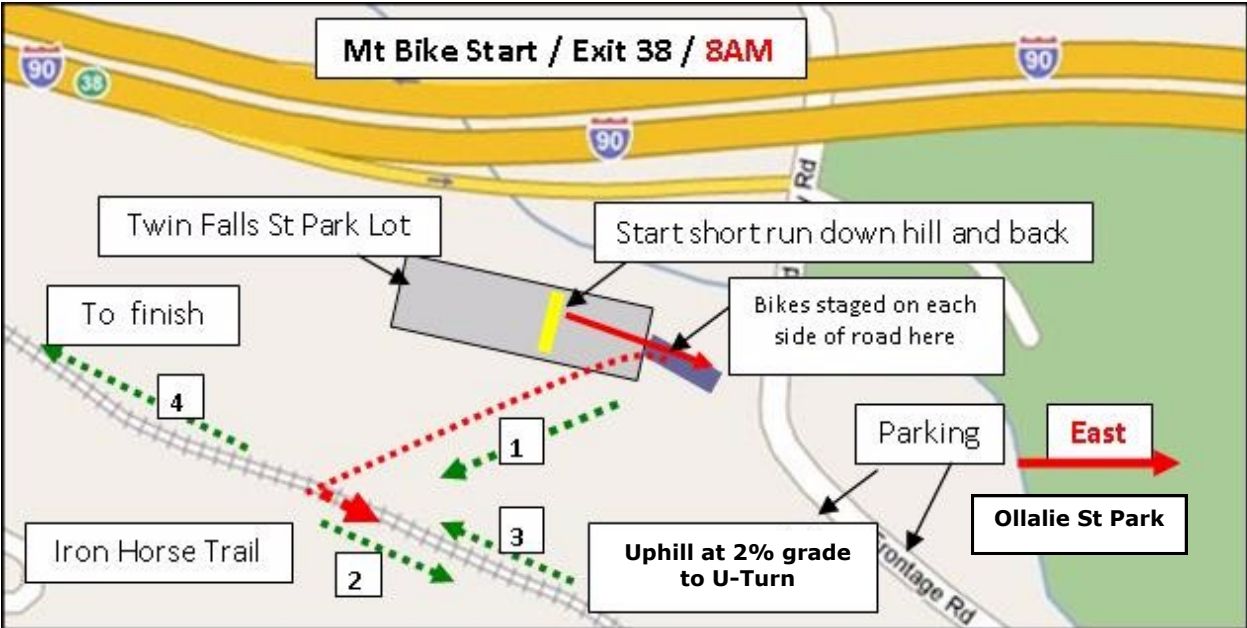 Mt Bike Start / Exit 38 / 8AM
90
38
90
90
Rd
Twin Falls St Park Lot
Start short run down hill and back
To finish
Bikes staged on each
side of road here
4
1
Parking
East
Ollalie St Park
3
Iron Horse Trail
2
Uphill at 2% grade
to U-Turn
Frontage Rd